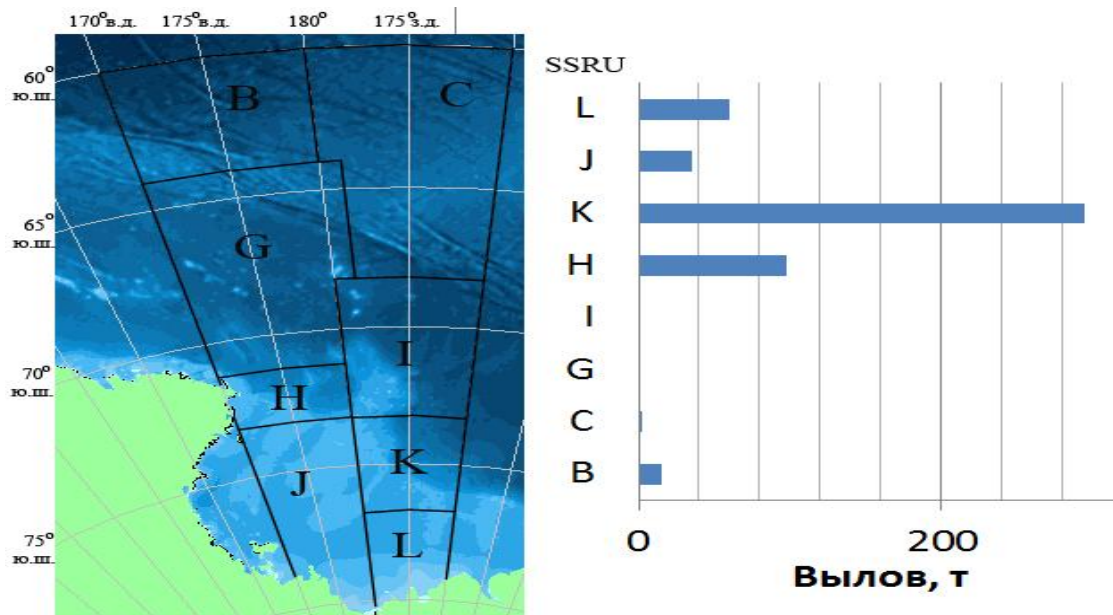 170°в.д. 175°в.д. 180° 175°з.д.
60°
ю.ш.
65°
ю.ш.
70°
ю.ш.
75°
ю.ш.
B
C
G
I
H
K
J
L
SSRU
L
J
K
H
I
G
C
B
0 200
Вылов, т